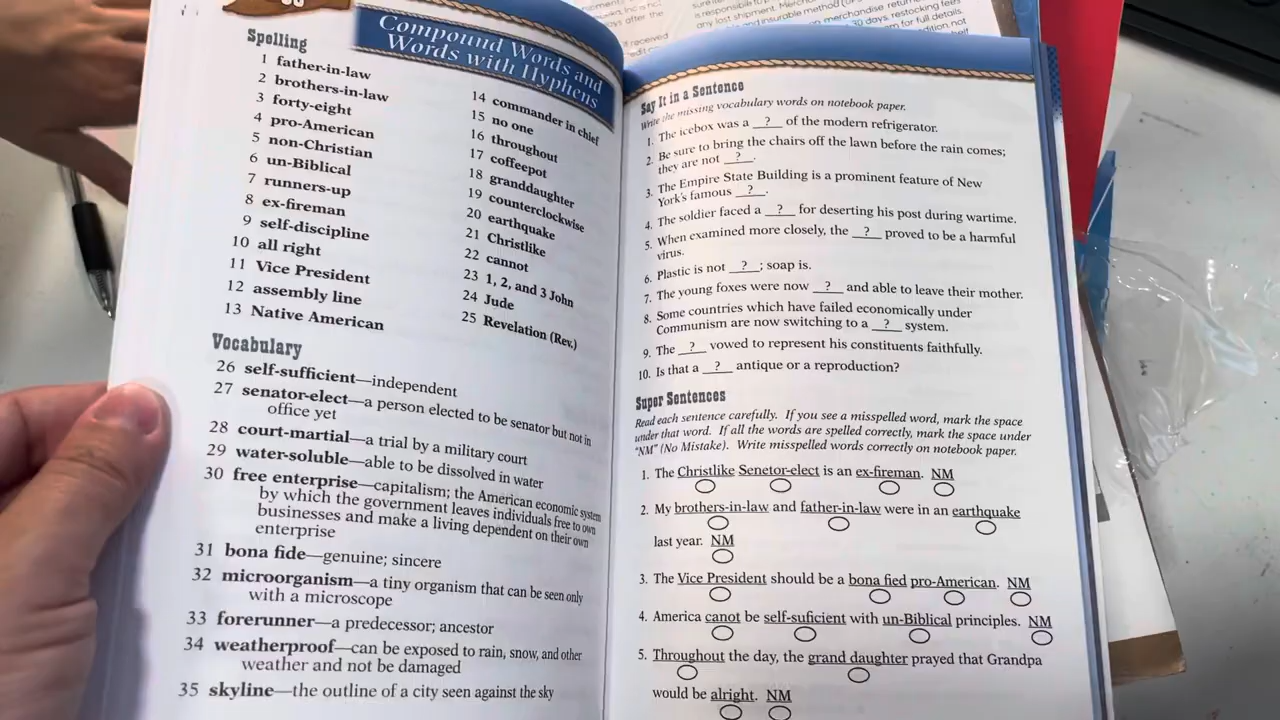 Compound Words and
Words with Hyphens
Spelling
1 father-in-law
2 brothers-in-law
3 forty-eight
4 pro-American
5 non-Christian
6 un-Biblical
7 runners-up
8 ex-fireman
9 self-discipline
10 all right
11 Vice President
12 assembly line
13 Native American
14 commander in chief
15 no one
16 throughout
17 coffeepot
18 granddaughter
19 counterclockwise
20 earthquake
21 Christlike
22 cannot
23 1, 2, and 3 John
24 Jude
25 Revelation (Rev.)
Vocabulary
26 self-sufficient—independent
27 senator-elect—a person elected to be senator but not in
office yet
28 court-martial—a trial by a military court
29 water-soluble—able to be dissolved in water
30 free enterprise—capitalism; the American economic system
by which the government leaves individuals free to own
businesses and make a living dependent on their own
enterprise
31 bona fide—genuine; sincere
32 microorganism—a tiny organism that can be seen only
with a microscope
33 forerunner—a predecessor; ancestor
34 weatherproof—can be exposed to rain, snow, and other
weather and not be damaged
35 skyline—the outline of a city seen against the sky
Say It in a Sentence
Write the missing vocabulary words on notebook paper.
1. The icebox was a ? of the modern refrigerator.
2. Be sure to bring the chairs off the lawn before the rain comes;
they are not ?.
3. The Empire State Building is a prominent feature of New
York's famous ?.
4. The soldier faced a ? for deserting his post during wartime.
5. When examined more closely, the ? proved to be a harmful
virus.
6. Plastic is not ?; soap is.
7. The young foxes were now ? and able to leave their mother.
8. Some countries which have failed economically under
Communism are now switching to a ? system.
9. The ? vowed to represent his constituents faithfully.
10. Is that a ? antique or a reproduction?
Super Sentences
Read each sentence carefully. If you see a misspelled word, mark the space
under that word. If all the words are spelled correctly, mark the space under
"NM" (No Mistake). Write misspelled words correctly on notebook paper.
1. The Christlike Senetor-elect is an ex-fireman. NM
2. My brothers-in-law and father-in-law were in an earthquake
last year. NM
3. The Vice President should be a bona fied pro-American. NM
4. America canot be self-suficient with un-Biblical principles. NM
5. Throughout the day, the grand daughter prayed that Grandpa
would be alright. NM